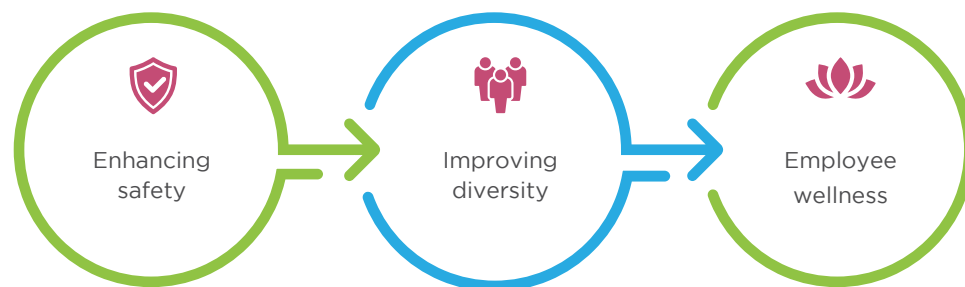 Enhancing
safety
Improving
diversity
Employee
wellness